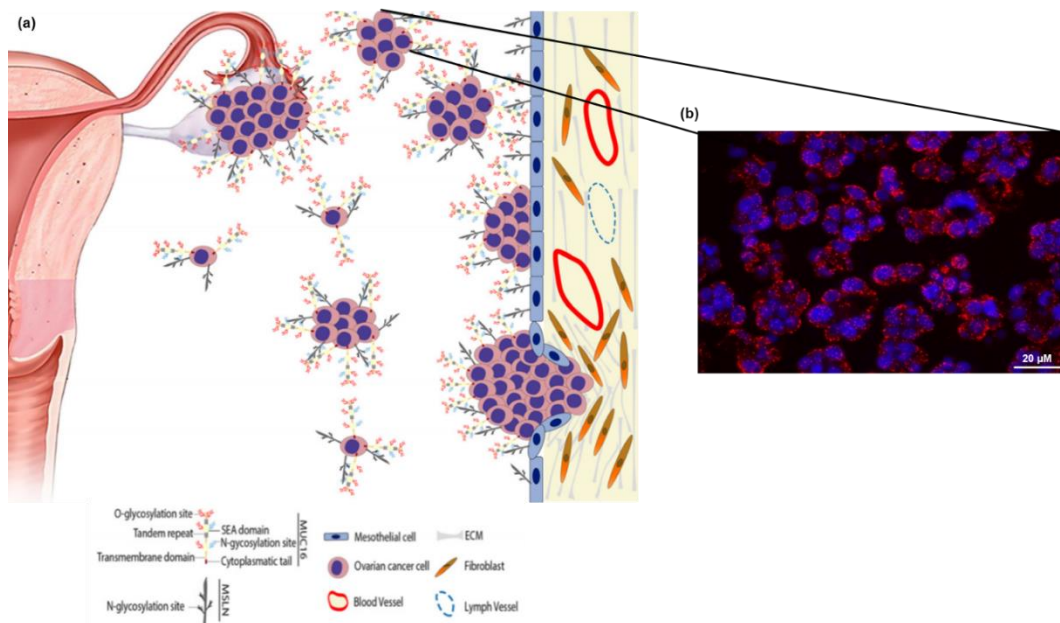 (a)
(b)
20 µM
O-glycosylation site
Tandem repeat
Transmembrane domain
SEA domain
N-gycosylation site
Cytoplasmatic tail
MUC16
N-glycosylation site
MSLN
Mesothelial cell
Ovarian cancer cell
Blood Vessel
ECM
Fibroblast
Lymph Vessel